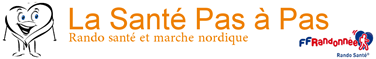 La Santé Pas à Pas
Rando santé et marche nordique
FFRandonnée
Rando Santé®